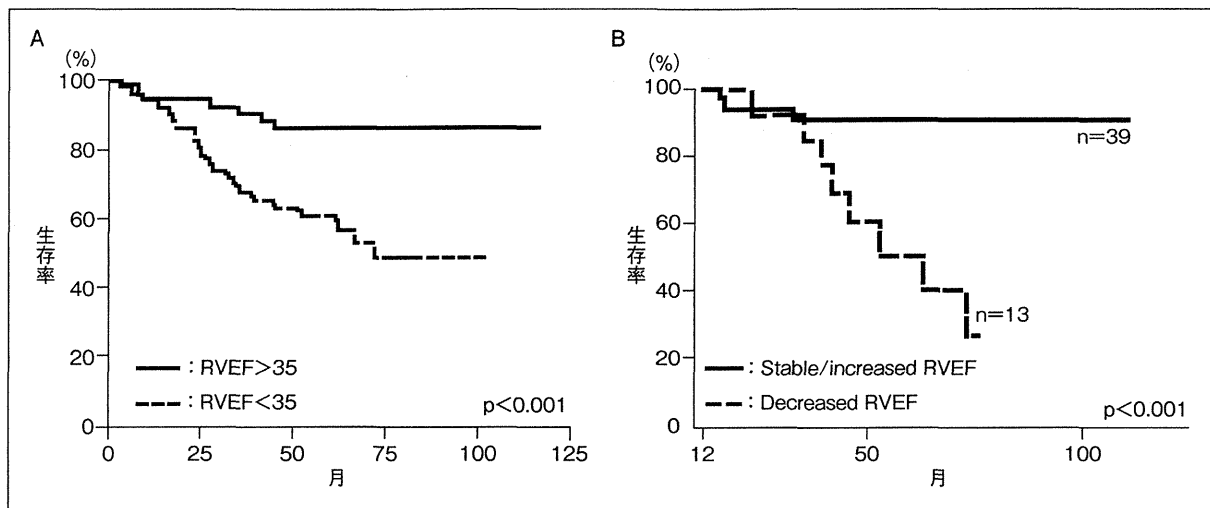 A
(%)
100
80
60
40
20
0
生存率
RVEF>35
RVEF<35
p<0.001
0 25 50 75 100 125
月
B
(%)
100
80
60
40
20
0
生存率
n=39
n=13
Stable/increased RVEF
Decreased RVEF
p<0.001
12 50 100
月